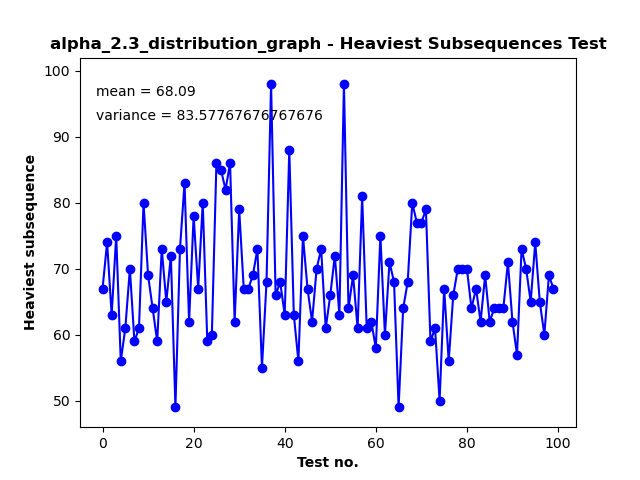 alpha_2.3_distribution_graph - Heaviest Subsequences Test
100
mean = 68.09
variance = 83.57767676767676
90
80
70
60
50
Heaviest subsequence
0 20 40 60 80 100
Test no.